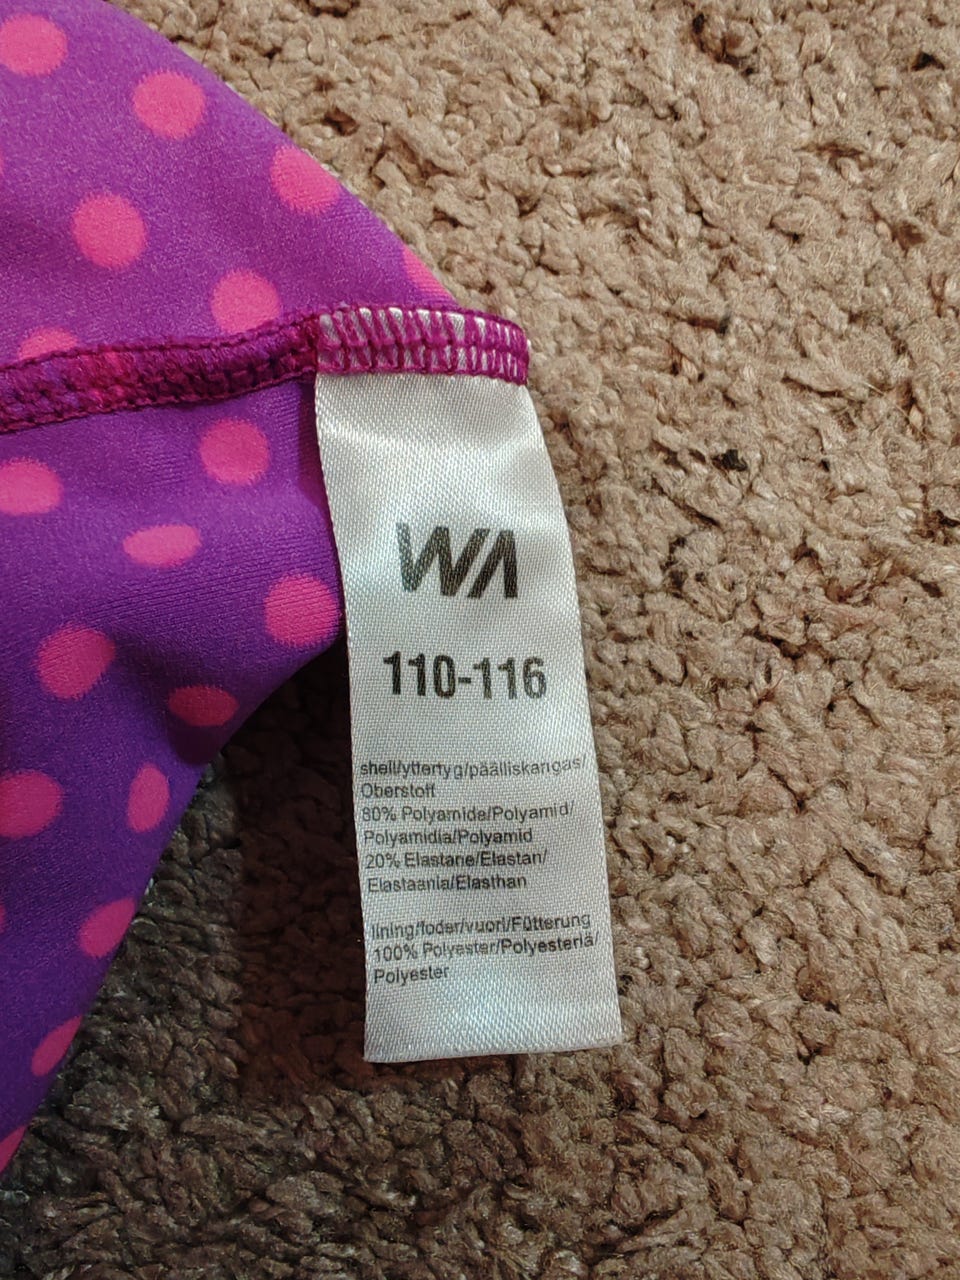 WA
110-116
shell/yttertyg/päälliskangas/
Oberstoff
80% Polyamide/Polyamid/
Polyamidia/Polyamid
20% Elastane/Elastan/
Elastaania/Elasthan
lining/foder/vuori/Fütterung
100% Polyester/Polyesteriä/
Polyester